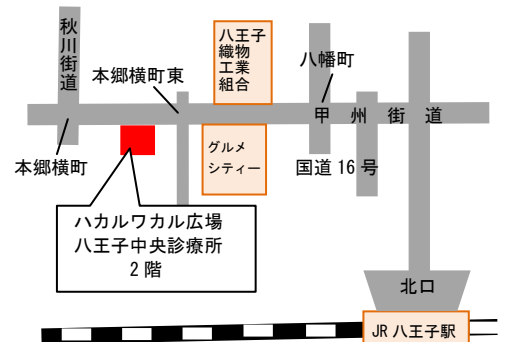 秋川街道
八王子
織物
工業
組合
八幡町
本郷横町東
甲州街道
本郷横町
グルメ
シティー
国道16号
ハカルワカル広場
八王子中央診療所
2階
北口
JR八王子駅